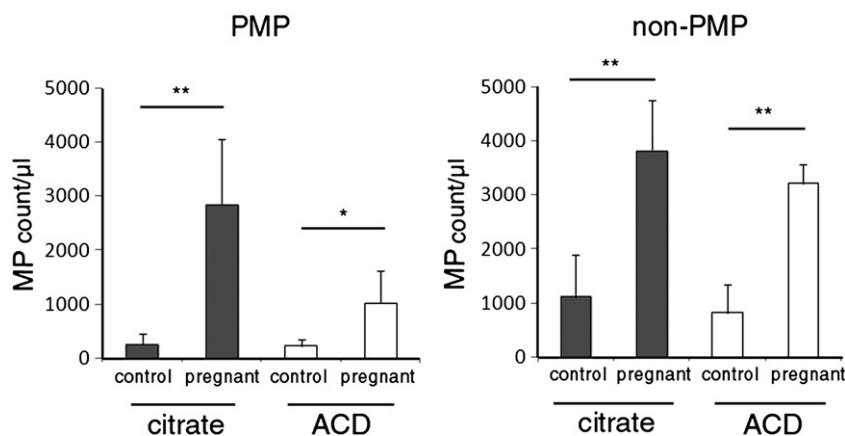 PMP
MP count/µl
5000
4000
3000
2000
1000
0
**
*
control pregnant control pregnant
citrate ACD
non-PMP
MP count/µl
5000
4000
3000
2000
1000
0
**
**
control pregnant control pregnant
citrate ACD